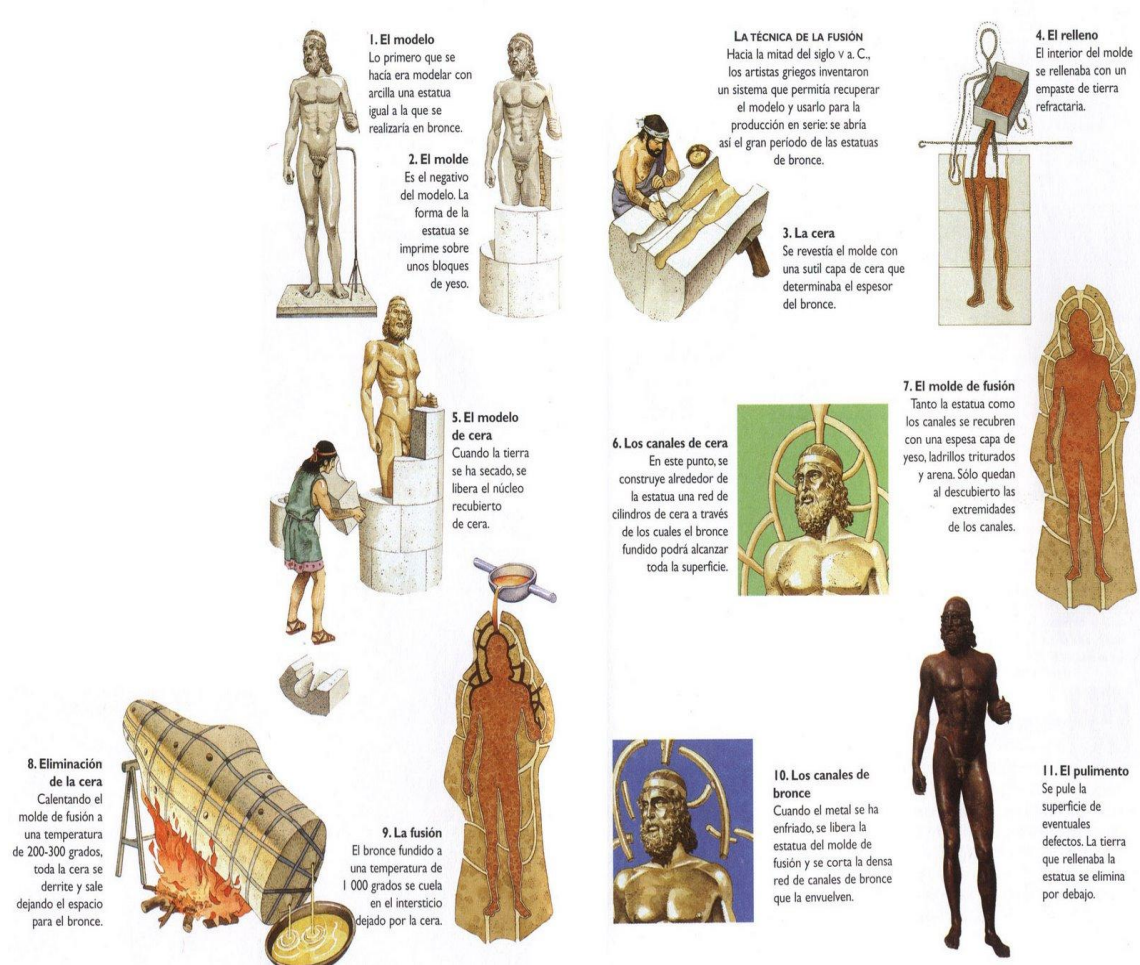 1. El modelo
Lo primero que se
hacía era modelar con
arcilla una estatua
igual a la que se
realizaría en bronce.
2. El molde
Es el negativo
del modelo. La
forma de la
estatua se
imprime sobre
unos bloques
de yeso.
LA TÉCNICA DE LA FUSIÓN
Hacia la mitad del siglo V a. C.,
los artistas griegos inventaron
un sistema que permitía recuperar
el modelo y usarlo para la
producción en serie: se abría
así el gran período de las estatuas
de bronce.
3. La cera
Se revestía el molde con
una sutil capa de cera que
determinaba el espesor
del bronce.
4. El relleno
El interior del molde
se rellenaba con un
empaste de tierra
refractaria.
5. El modelo
de cera
Cuando la tierra
se ha secado, se
libera el núcleo
recubierto
de cera.
6. Los canales de cera
En este punto, se
construye alrededor de
la estatua una red de
cilindros de cera a través
de los cuales el bronce
fundido podrá alcanzar
toda la superficie.
7. El molde de fusión
Tanto la estatua como
los canales se recubren
con una espesa capa de
yeso, ladrillos triturados
y arena. Sólo quedan
al descubierto las
extremidades
de los canales.
8. Eliminación
de la cera
Calentando el
molde de fusión a
una temperatura
de 200-300 grados,
toda la cera se
derrite y sale
dejando el espacio
para el bronce.
9. La fusión
El bronce fundido a
una temperatura de
1 000 grados se cuela
en el intersticio
dejado por la cera.
10. Los canales de
bronce
Cuando el metal se ha
enfriado, se libera la
estatua del molde de
fusión y se corta la densa
red de canales de bronce
que la envuelven.
11. El pulimento
Se pule la
superficie de
eventuales
defectos. La tierra
que rellenaba la
estatua se elimina
por debajo.